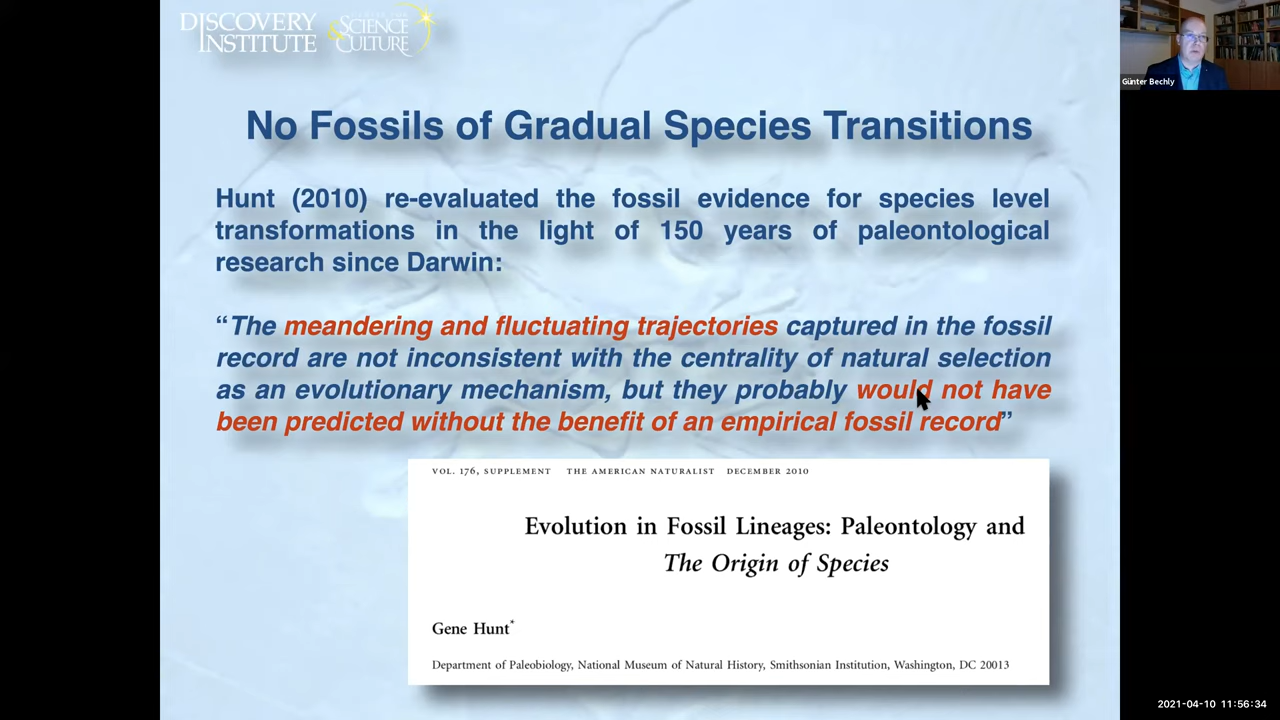 DISCOVERY
INSTITUTE
CENTER FOR
SCIENCE
& CULTURE
Günter Bechly
No Fossils of Gradual Species Transitions
Hunt (2010) re-evaluated the fossil evidence for species level
transformations in the light of 150 years of paleontological
research since Darwin:
“The meandering and fluctuating trajectories captured in the fossil
record are not inconsistent with the centrality of natural selection
as an evolutionary mechanism, but they probably would not have
been predicted without the benefit of an empirical fossil record”
VOL. 176, SUPPLEMENT THE AMERICAN NATURALIST DECEMBER 2010
Evolution in Fossil Lineages: Paleontology and
The Origin of Species
Gene Hunt*
Department of Paleobiology, National Museum of Natural History, Smithsonian Institution, Washington, DC 20013
2021-04-10 11:56:34